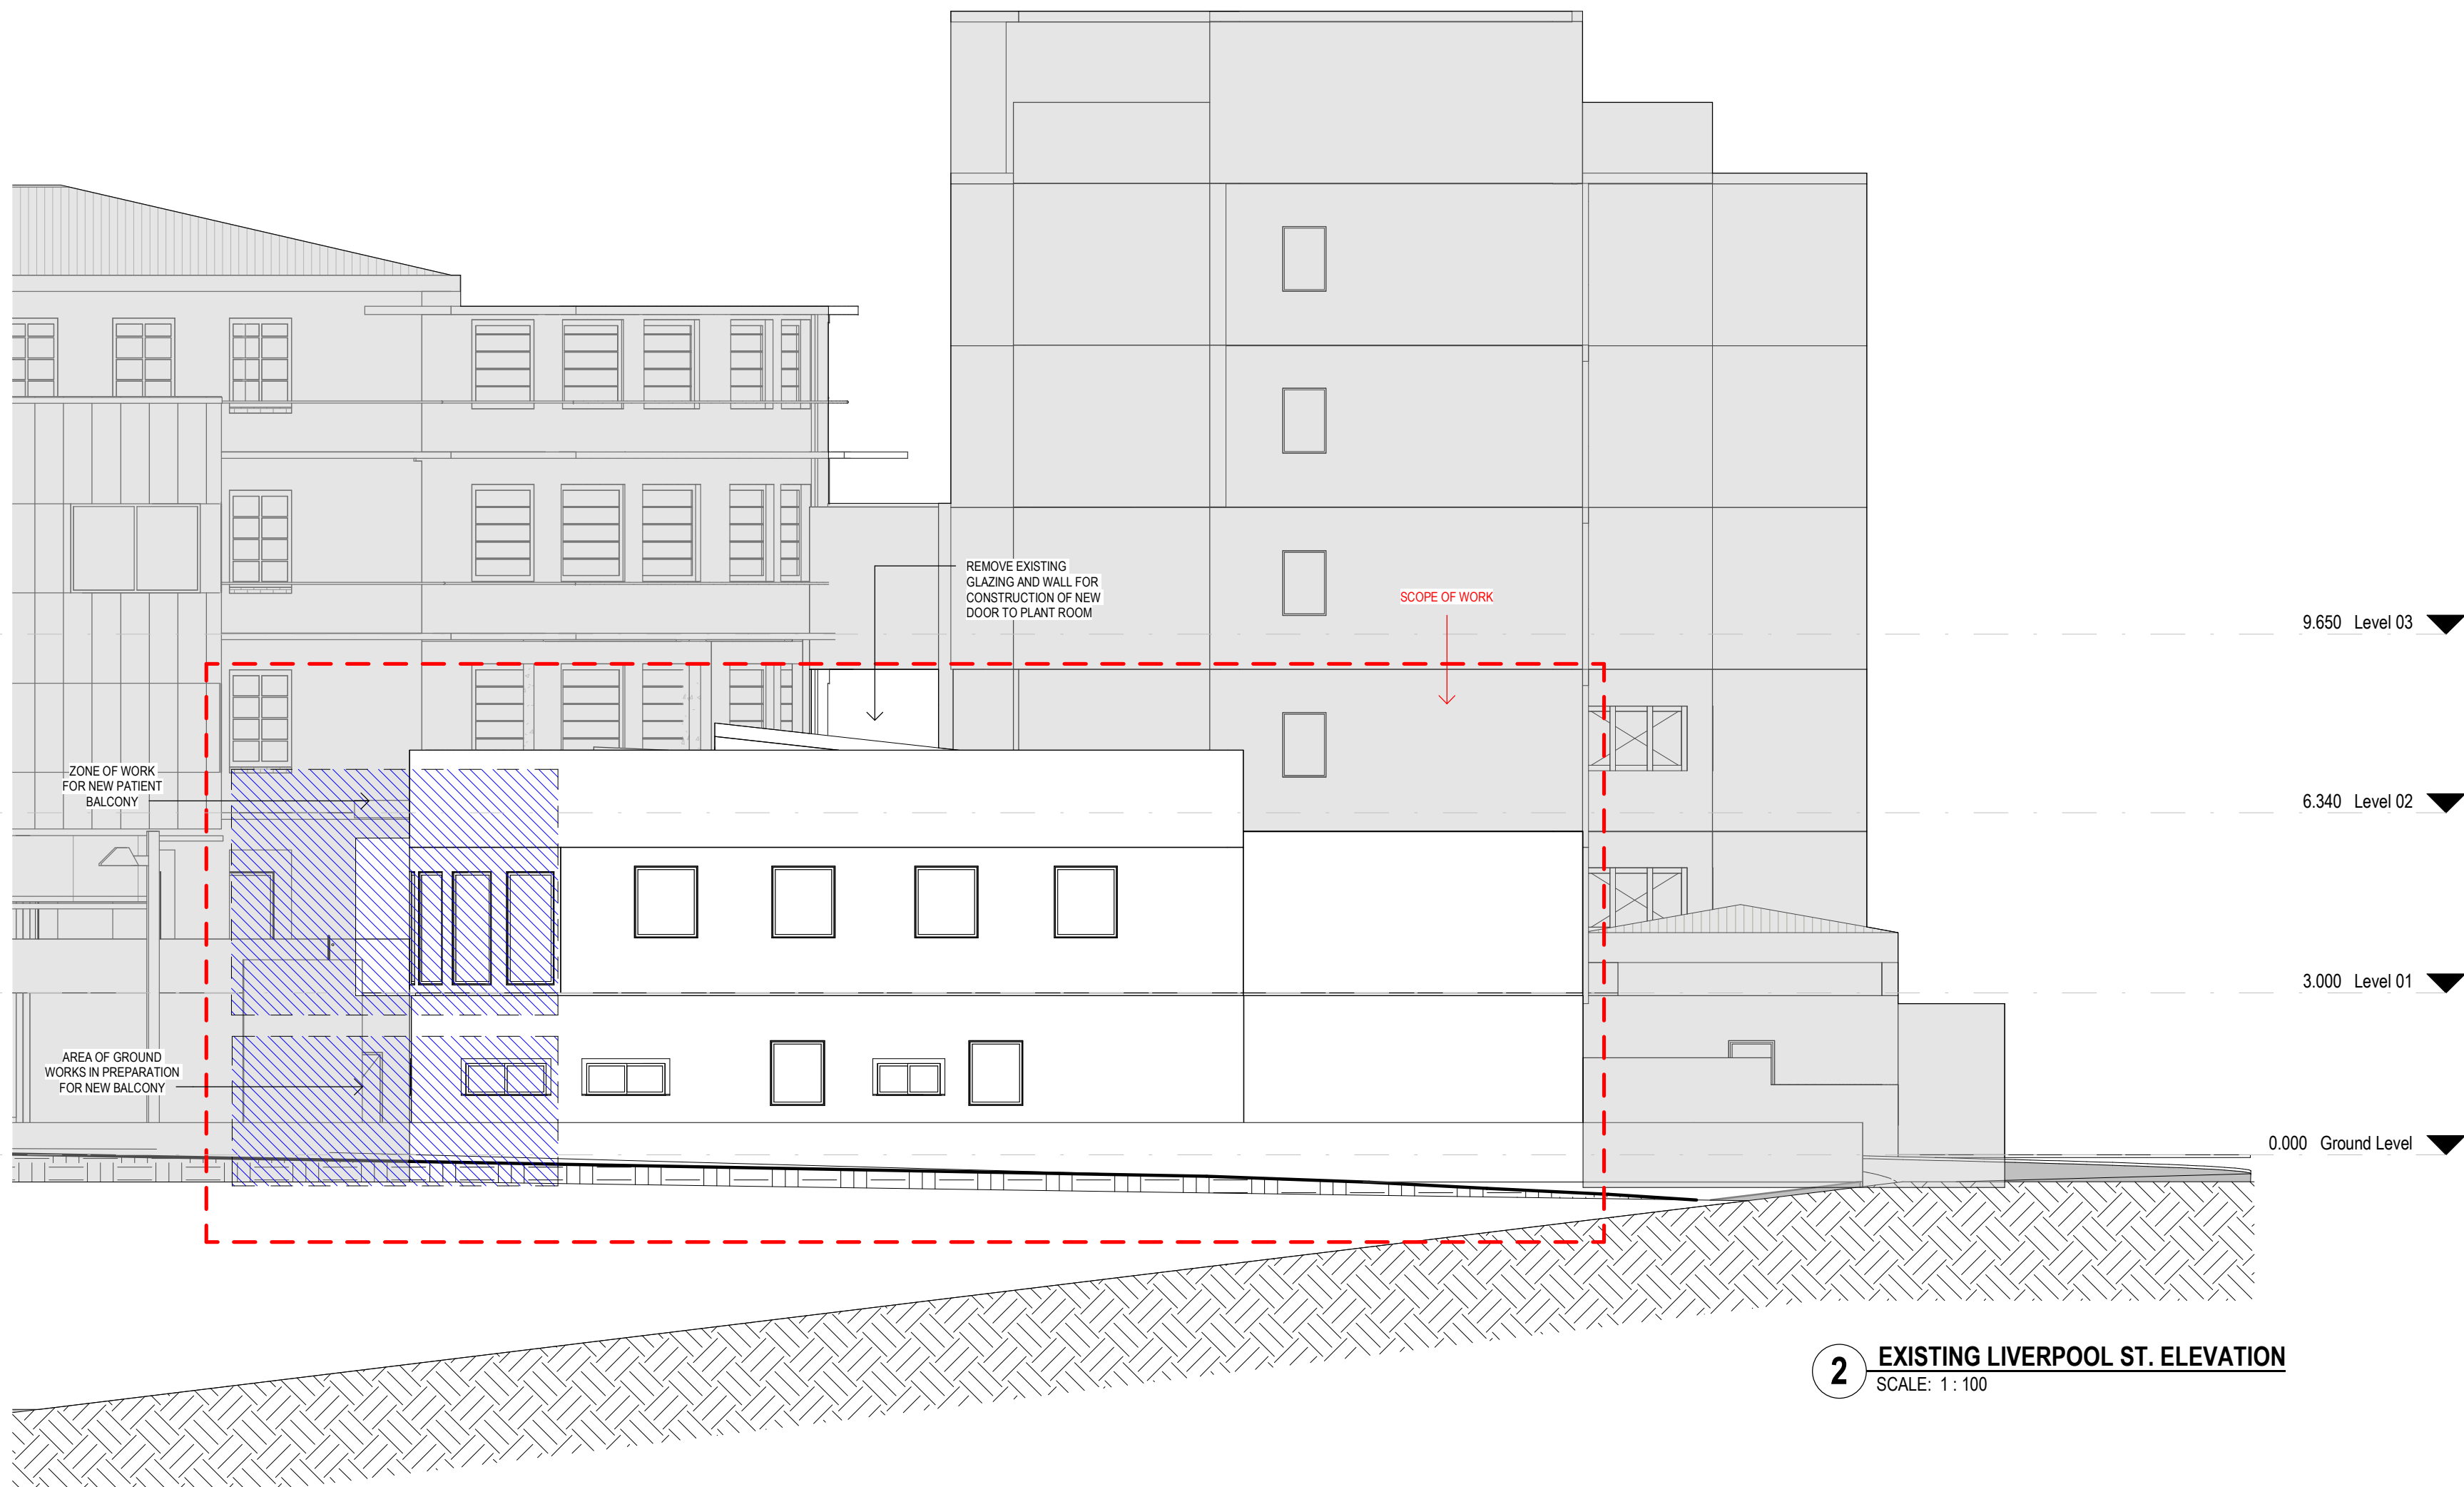 REMOVE EXISTING
GLAZING AND WALL FOR
CONSTRUCTION OF NEW
DOOR TO PLANT ROOM
SCOPE OF WORK
9.650 Level 03
ZONE OF WORK
FOR NEW PATIENT
BALCONY
6.340 Level 02
3.000 Level 01
AREA OF GROUND
WORKS IN PREPARATION
FOR NEW BALCONY
0.000 Ground Level
2
EXISTING LIVERPOOL ST. ELEVATION
SCALE: 1 : 100